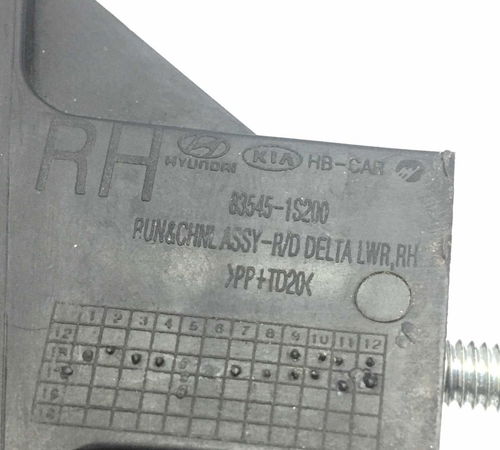 RH HYUNDAI KIA HB-CAR
83545-1S200
RUN&CHNL ASSY-R/D DELTA LWR,RH
>PP+TD20<
1 2 3 4 5 6 7 8 9 10 11 12
12